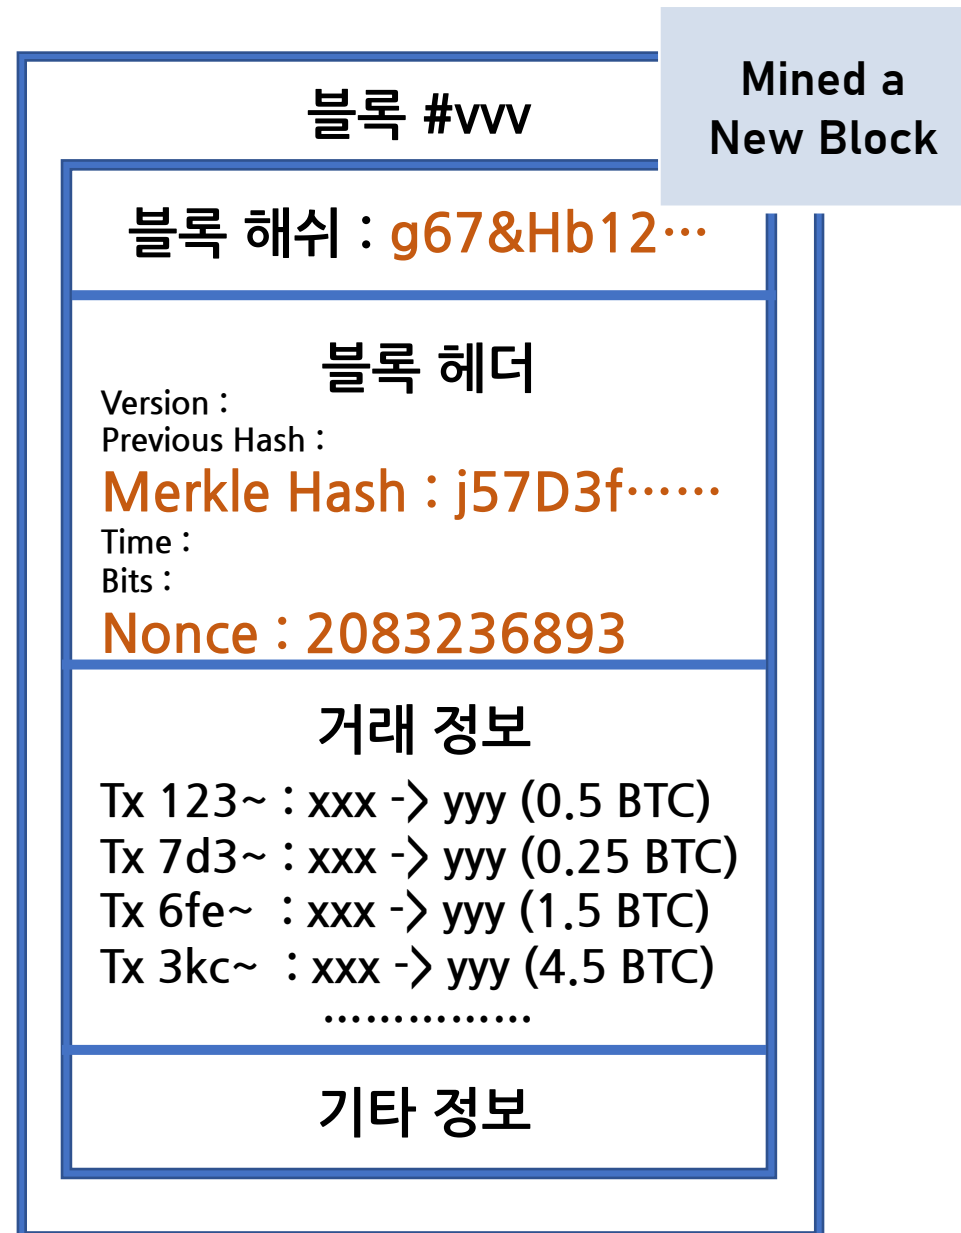 Mined a
New Block
블록 #vvv
블록 해쉬 : g67&Hb12…
블록 헤더
Version :
Previous Hash :
Merkle Hash : j57D3f……
Time :
Bits :
Nonce : 2083236893
거래 정보
Tx 123~ : xxx -> yyy (0.5 BTC)
Tx 7d3~ : xxx -> yyy (0.25 BTC)
Tx 6fe~ : xxx -> yyy (1.5 BTC)
Tx 3kc~ : xxx -> yyy (4.5 BTC)
……………
기타 정보